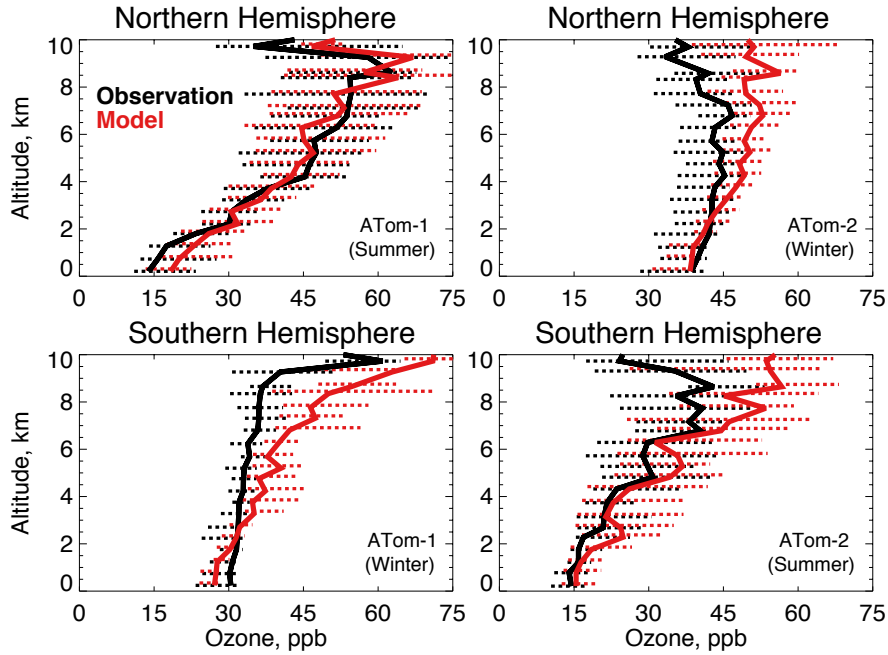 Northern Hemisphere
Northern Hemisphere
Altitude, km
10
8
6
4
2
0
Observation
Model
ATom-1
(Summer)
0 15 30 45 60 75
10
8
6
4
2
0
ATom-2
(Winter)
0 15 30 45 60 75
Southern Hemisphere
Southern Hemisphere
Altitude, km
10
8
6
4
2
0
ATom-1
(Winter)
0 15 30 45 60 75
Ozone, ppb
10
8
6
4
2
0
ATom-2
(Summer)
0 15 30 45 60 75
Ozone, ppb